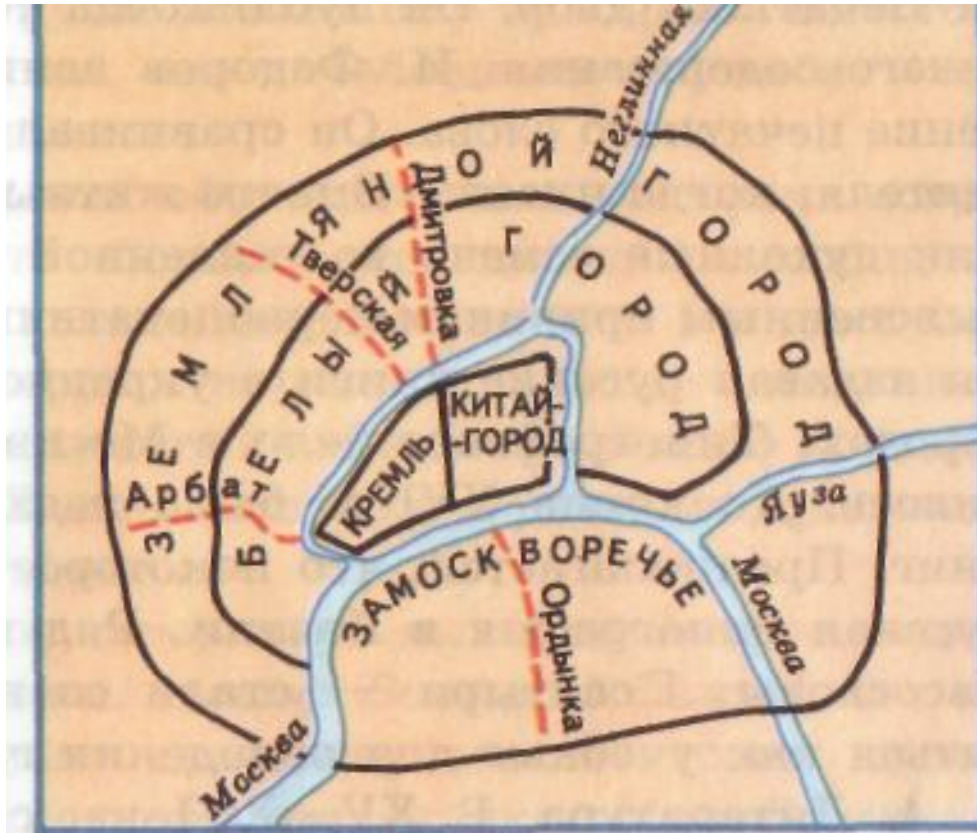 Неглинная
ЗЕМЛЯНОЙ ГОРОД
Дмитровка
Тверская
БЕЛЫЙ ГОРОД
КИТАЙ-
-ГОРОД
КРЕМЛЬ
Арбат
Яуза
ЗАМОСКВОРЕЧЬЕ
Ордынка
Москва
Москва